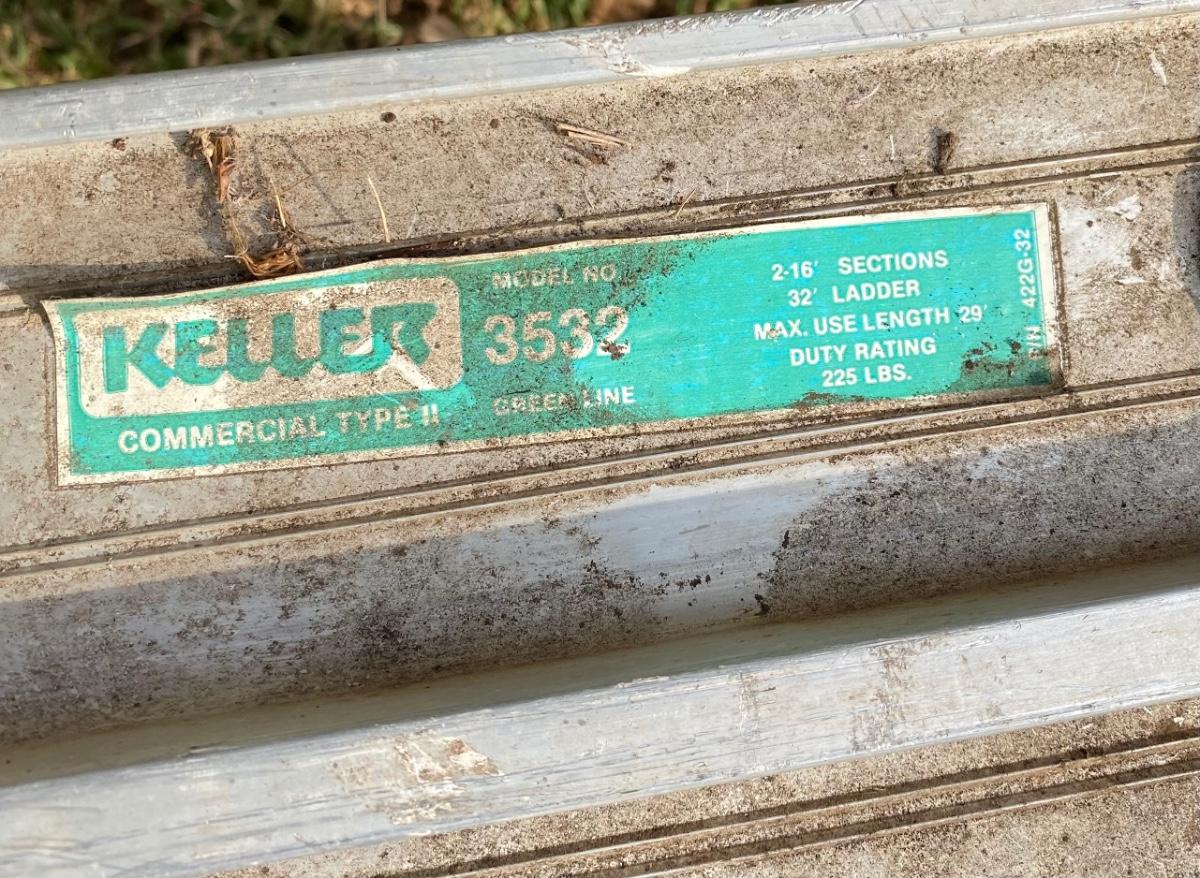 KELLER
COMMERCIAL TYPE II
MODEL NO.
3532
GREEN LINE
2-16' SECTIONS
32' LADDER
MAX. USE LENGTH 29'
DUTY RATING
225 LBS.
P/N 422G-32